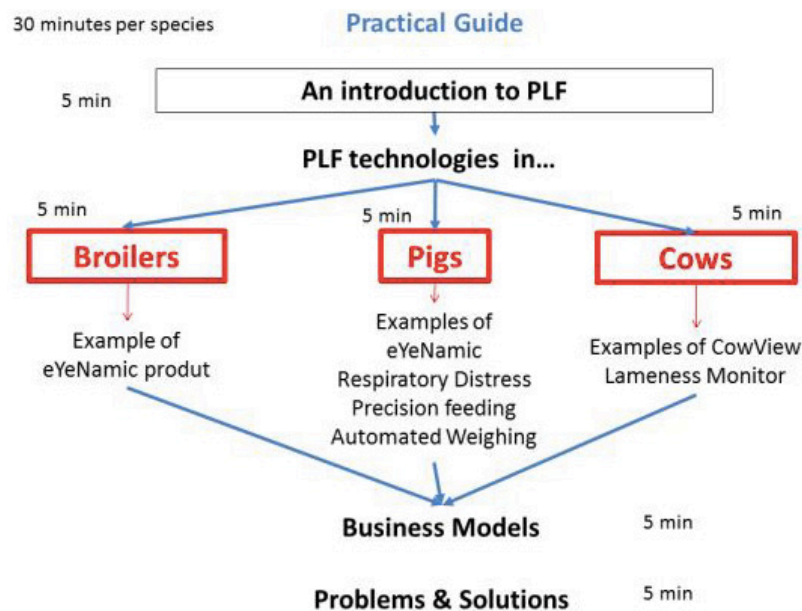 30 minutes per species
Practical Guide
5 min
An introduction to PLF
PLF technologies in...
5 min
5 min
5 min
Broilers
Pigs
Cows
Example of
eYeNamic produt
Examples of
eYeNamic
Respiratory Distress
Precision feeding
Automated Weighing
Examples of CowView
Lameness Monitor
Business Models
5 min
Problems & Solutions
5 min